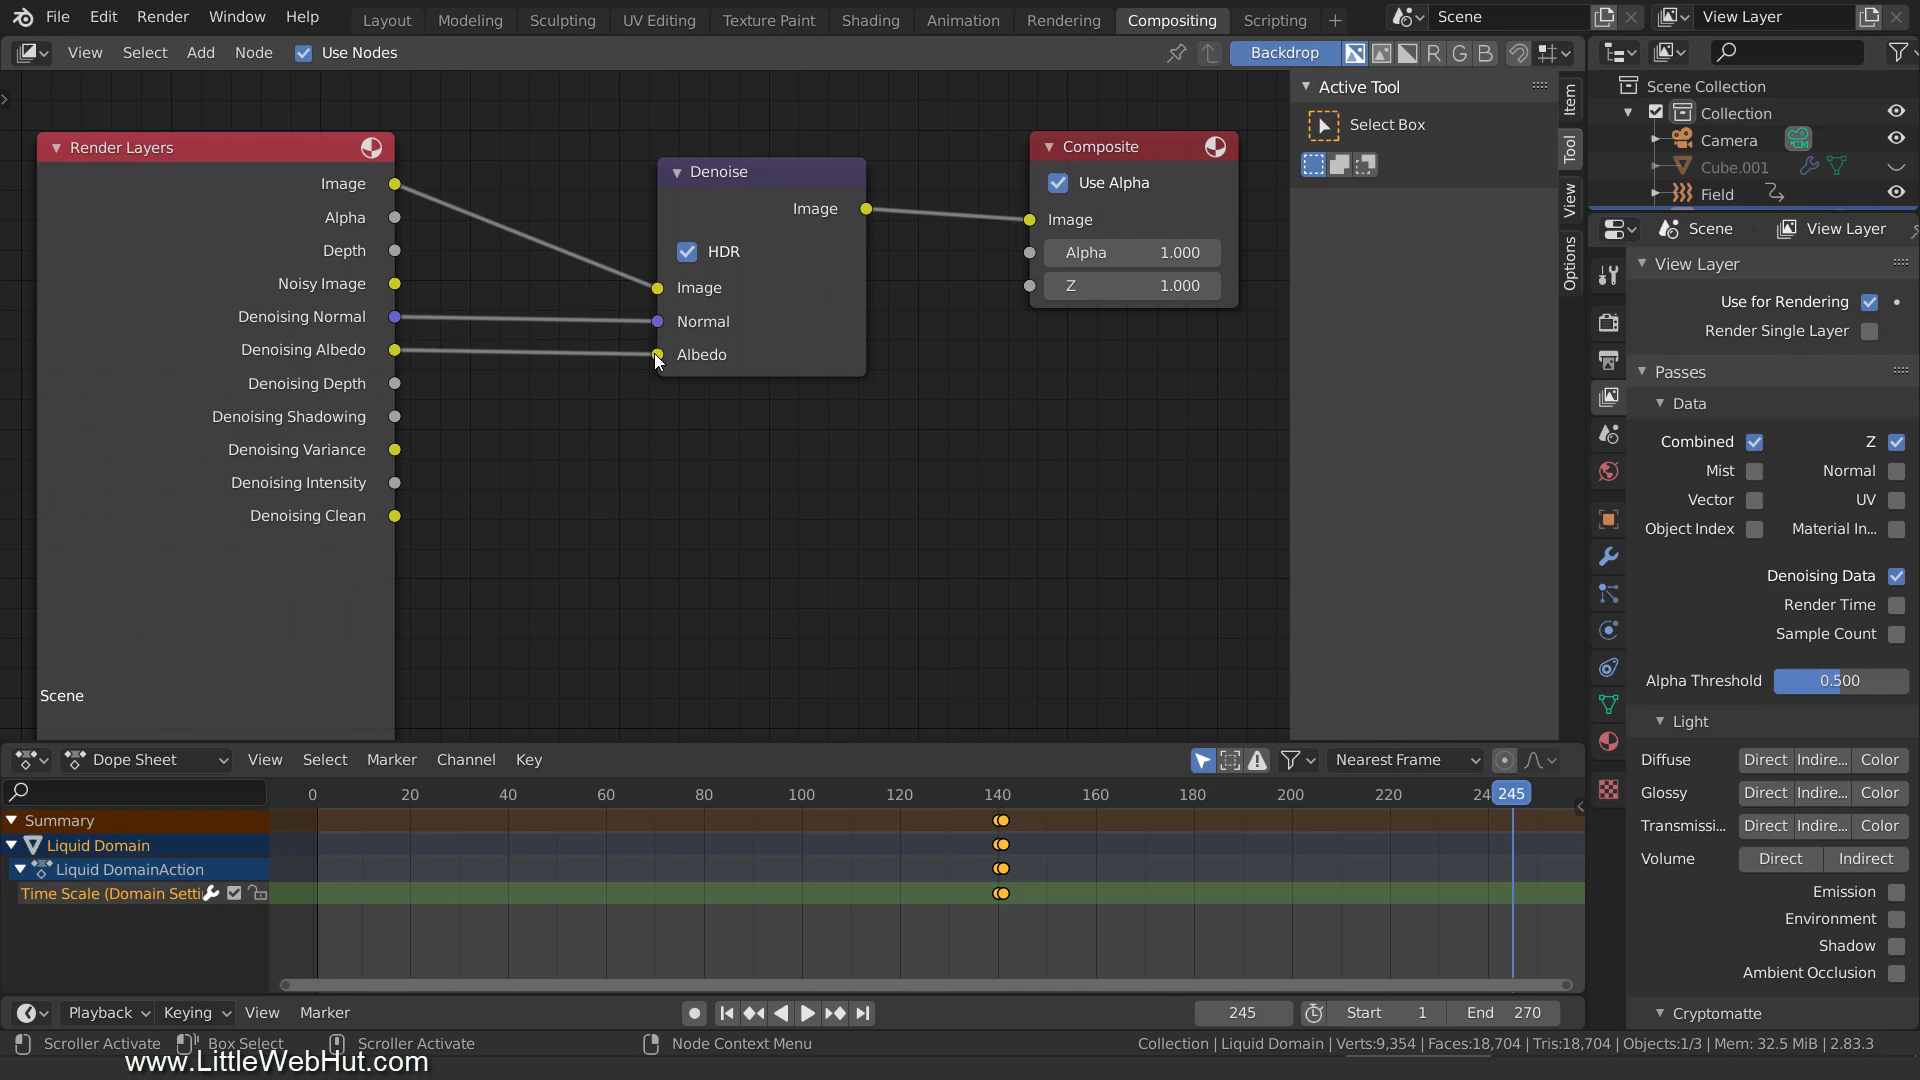 File Edit Render Window Help Layout Modeling Sculpting UV Editing Texture Paint Shading Animation Rendering Compositing Scripting + Scene View Layer
View Select Add Node Use Nodes Backdrop R G B
Active Tool
Select Box
Item
Tool
View
Options
Render Layers
Image
Alpha
Depth
Noisy Image
Denoising Normal
Denoising Albedo
Denoising Depth
Denoising Shadowing
Denoising Variance
Denoising Intensity
Denoising Clean
Scene
Denoise
Image
HDR
Image
Normal
Albedo
Composite
Use Alpha
Image
Alpha 1.000
Z 1.000
Scene Collection
Collection
Camera
Cube.001
Field
Scene View Layer
View Layer
Use for Rendering
Render Single Layer
Passes
Data
Combined Z
Mist Normal
Vector UV
Object Index Material In...
Denoising Data
Render Time
Sample Count
Alpha Threshold 0.500
Light
Diffuse Direct Indire... Color
Glossy Direct Indire... Color
Transmissi... Direct Indire... Color
Volume Direct Indirect
Emission
Environment
Shadow
Ambient Occlusion
Cryptomatte
Dope Sheet View Select Marker Channel Key Nearest Frame
0 20 40 60 80 100 120 140 160 180 200 220 24 245
Summary
Liquid Domain
Liquid DomainAction
Time Scale (Domain Setti
Playback Keying View Marker 245 Start 1 End 270
Scroller Activate Box Select Scroller Activate Node Context Menu Collection | Liquid Domain | Verts:9,354 | Faces:18,704 | Tris:18,704 | Objects:1/3 | Mem: 32.5 MiB | 2.83.3
www.LittleWebHut.com